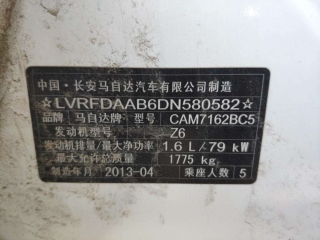 中国·长安马自达汽车有限公司制造
☆LVRFDAAB6DN580582☆
品牌 马自达牌 型号 CAM7162BC5
发动机型号 Z6
发动机排量/最大净功率 1.6 L/79 kW
最大允许总质量 1775 kg
制造年月 2013-04 乘座人数 5